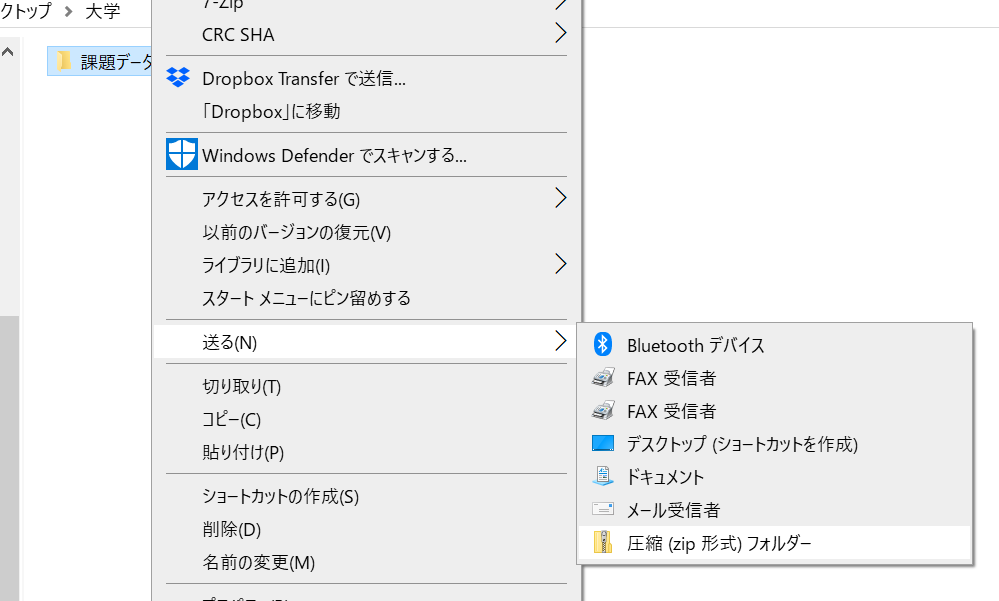 クトップ > 大学
課題データ
7-Zip
CRC SHA
Dropbox Transfer で送信...
「Dropbox」に移動
Windows Defender でスキャンする...
アクセスを許可する(G)
以前のバージョンの復元(V)
ライブラリに追加(I)
スタート メニューにピン留めする
送る(N)
切り取り(T)
コピー(C)
貼り付け(P)
ショートカットの作成(S)
削除(D)
名前の変更(M)
Bluetooth デバイス
FAX 受信者
FAX 受信者
デスクトップ (ショートカットを作成)
ドキュメント
メール受信者
圧縮 (zip 形式) フォルダー